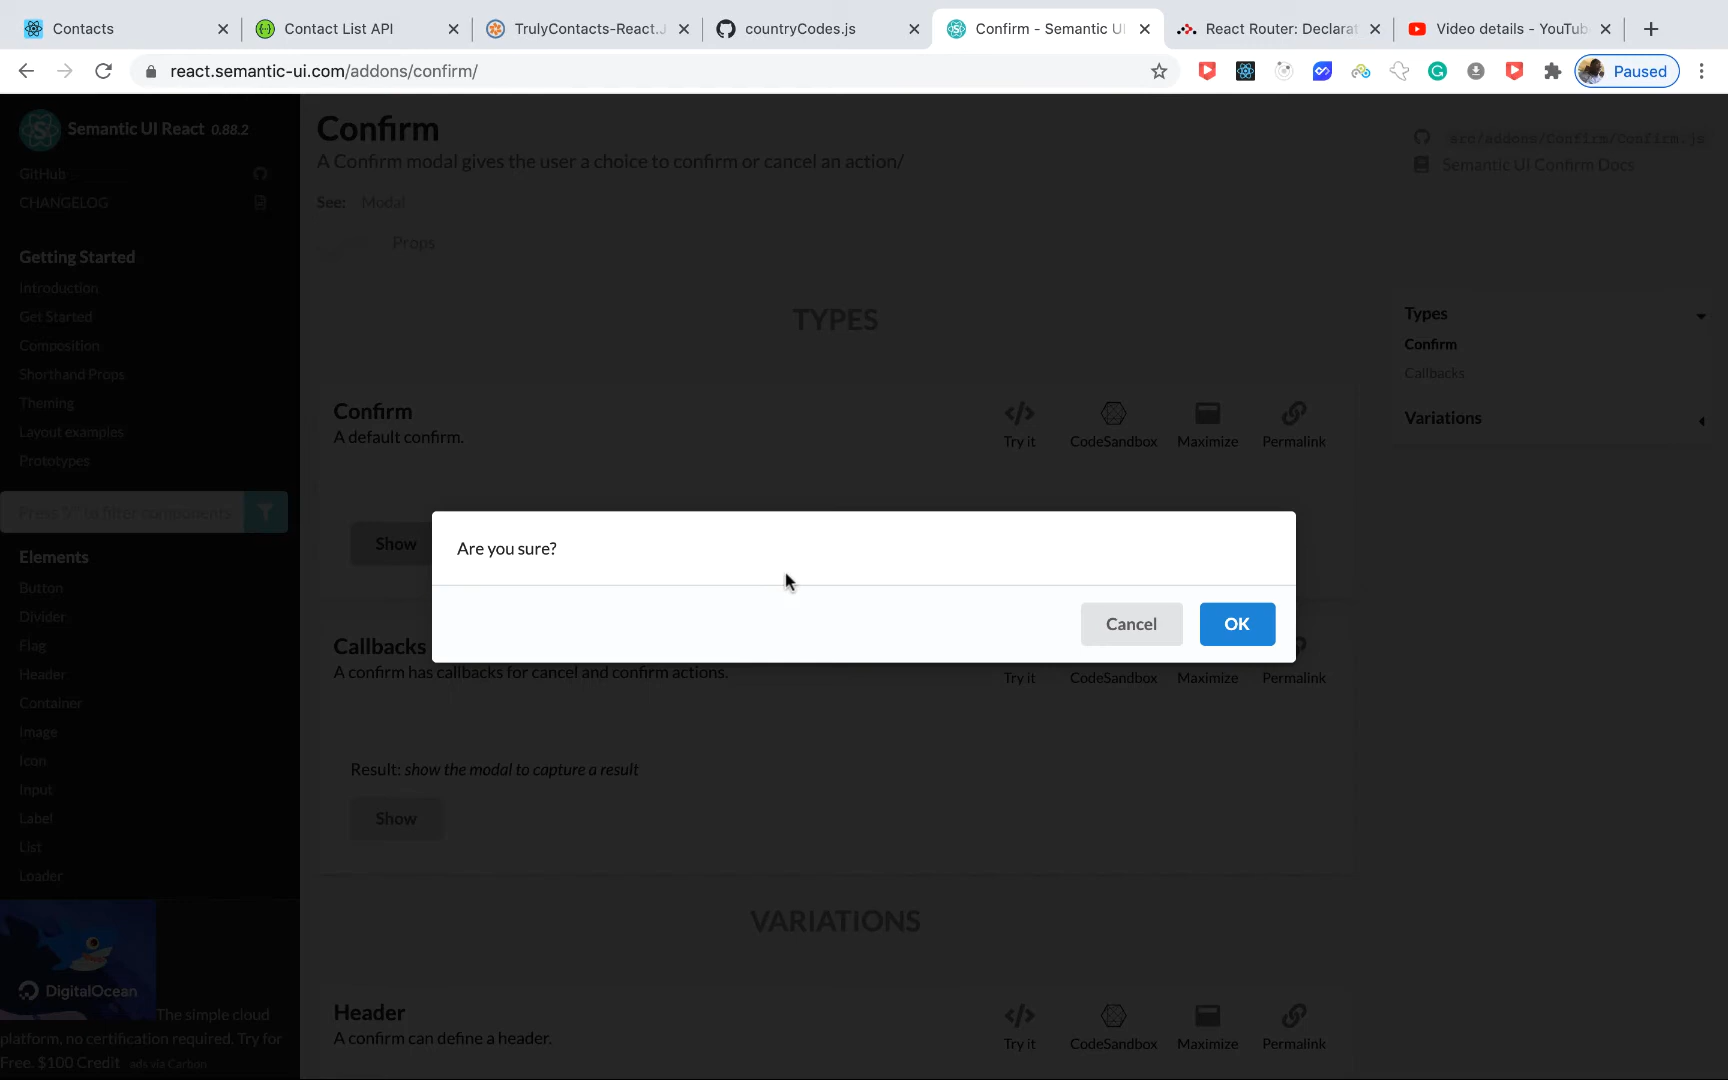 Contacts
Contact List API
TrulyContacts-React.J
countryCodes.js
Confirm - Semantic UI
React Router: Declarat
Video details - YouTub
react.semantic-ui.com/addons/confirm/
Paused
Semantic UI React 0.88.2
GitHub
CHANGELOG
Getting Started
Introduction
Get Started
Composition
Shorthand Props
Theming
Layout examples
Prototypes
Press "/" to filter components
Elements
Button
Divider
Flag
Header
Container
Image
Icon
Input
Label
List
Loader
DigitalOcean
The simple cloud
platform, no certification required. Try for
Free. $100 Credit ads via Carbon
Confirm
A Confirm modal gives the user a choice to confirm or cancel an action/
See: Modal
Props
src/addons/Confirm/Confirm.js
Semantic UI Confirm Docs
TYPES
Confirm
A default confirm.
Try it
CodeSandbox
Maximize
Permalink
Show
Are you sure?
Cancel
OK
Callbacks
A confirm has callbacks for cancel and confirm actions.
Try it
CodeSandbox
Maximize
Permalink
Result: show the modal to capture a result
Show
VARIATIONS
Header
A confirm can define a header.
Try it
CodeSandbox
Maximize
Permalink
Types
Confirm
Callbacks
Variations